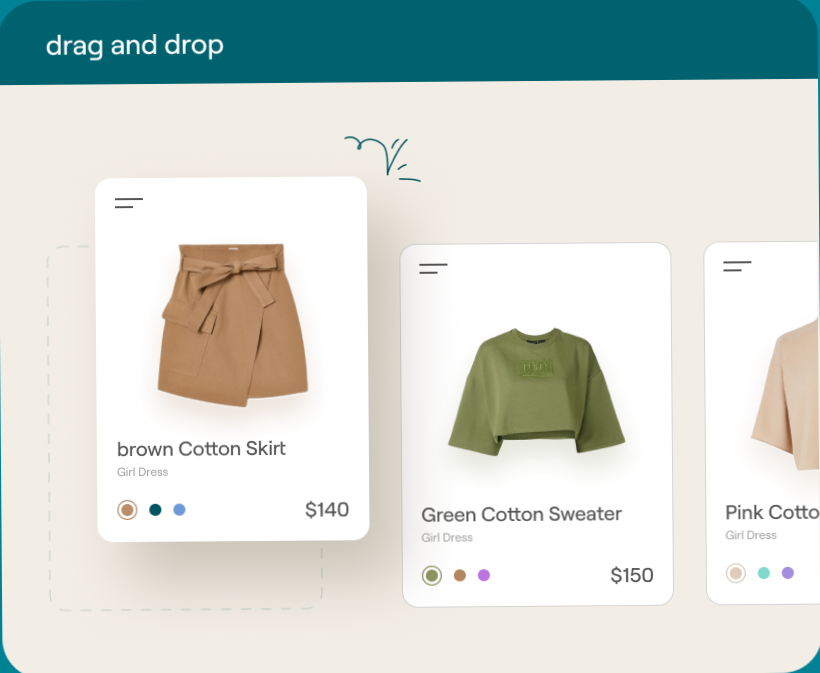 drag and drop
brown Cotton Skirt
Girl Dress
$140
Green Cotton Sweater
Girl Dress
$150
Pink Cotto
Girl Dress